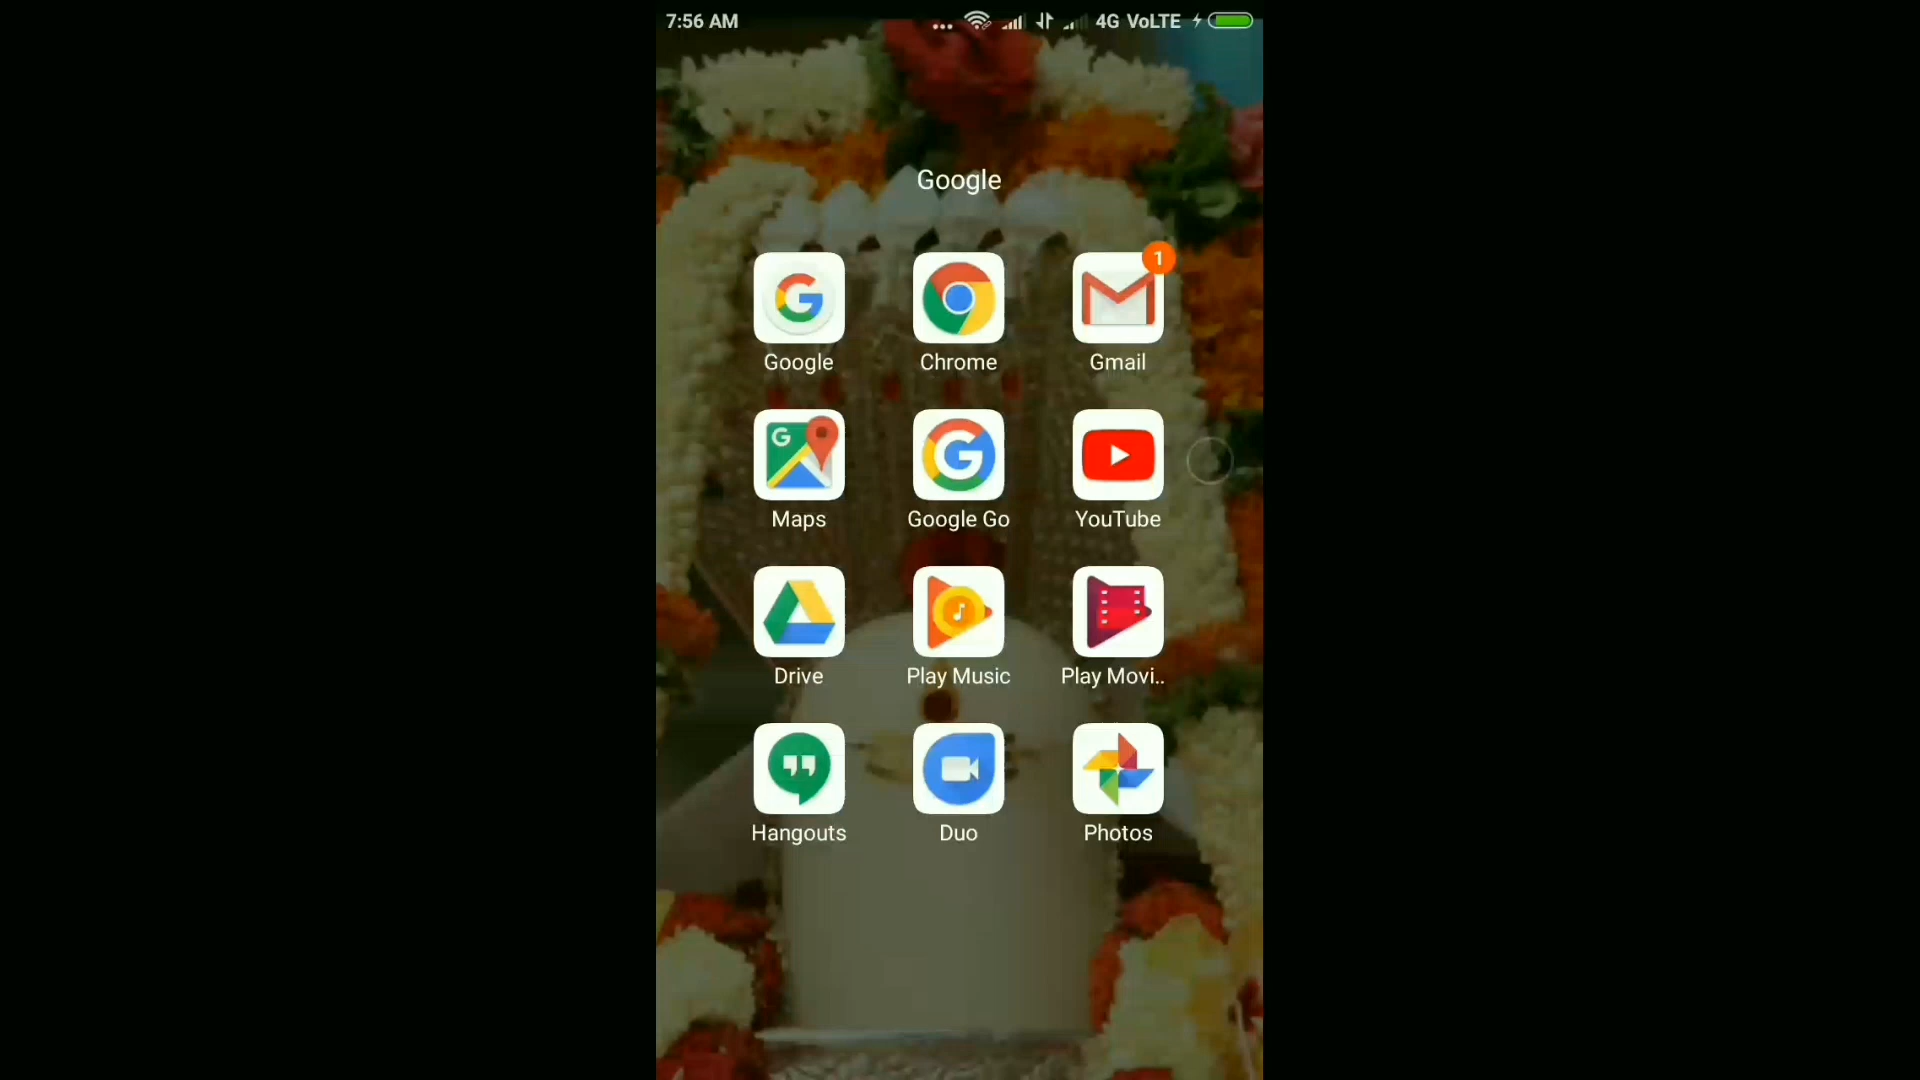 7:56 AM ... 4G VoLTE
Google
1
Google Chrome Gmail
Maps Google Go YouTube
Drive Play Music Play Movi..
Hangouts Duo Photos